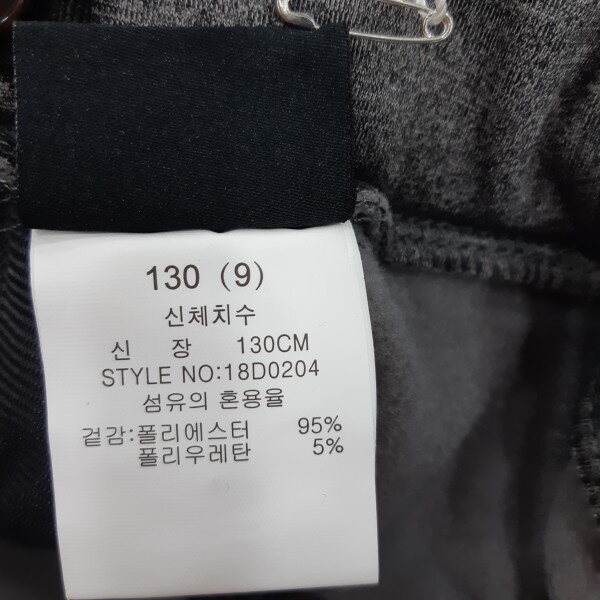 130 (9)
신체치수
신 장 130CM
STYLE NO:18D0204
섬유의 혼용율
겉감:폴리에스터 95%
폴리우레탄 5%